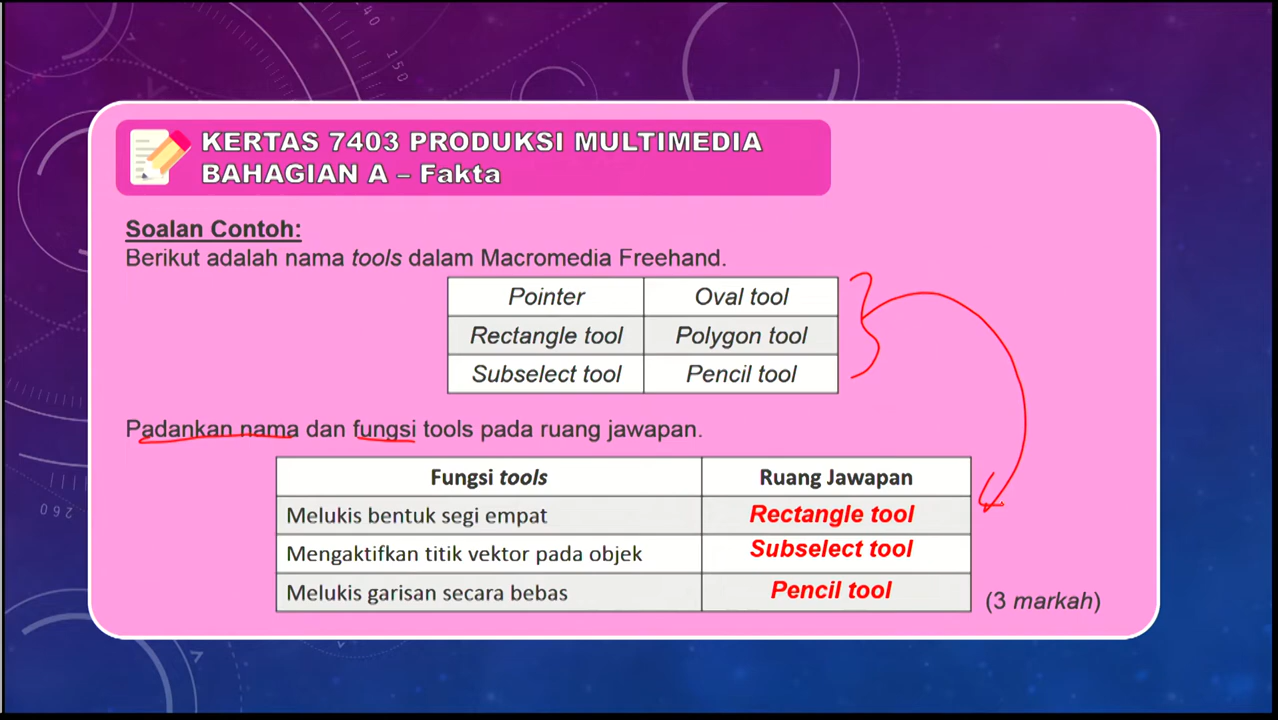 40
150
KERTAS 7403 PRODUKSI MULTIMEDIA
BAHAGIAN A – Fakta
Soalan Contoh:
Berikut adalah nama tools dalam Macromedia Freehand.
Pointer Oval tool
Rectangle tool Polygon tool
Subselect tool Pencil tool
Padankan nama dan fungsi tools pada ruang jawapan.
Fungsi tools Ruang Jawapan
Melukis bentuk segi empat Rectangle tool
Mengaktifkan titik vektor pada objek Subselect tool
Melukis garisan secara bebas Pencil tool
(3 markah)
260